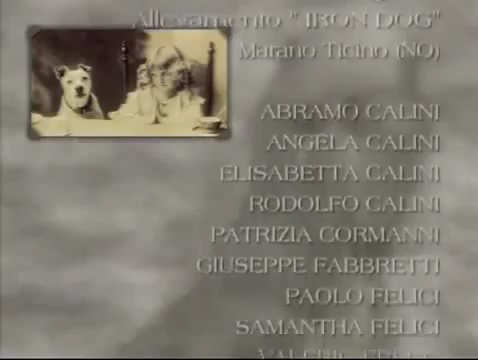 Allevamento " IRON DOG"
Marano Ticino (NO)
ABRAMO CALINI
ANGELA CALINI
ELISABETTA CALINI
RODOLFO CALINI
PATRIZIA CORMANNI
GIUSEPPE FABBRETTI
PAOLO FELICI
SAMANTHA FELICI